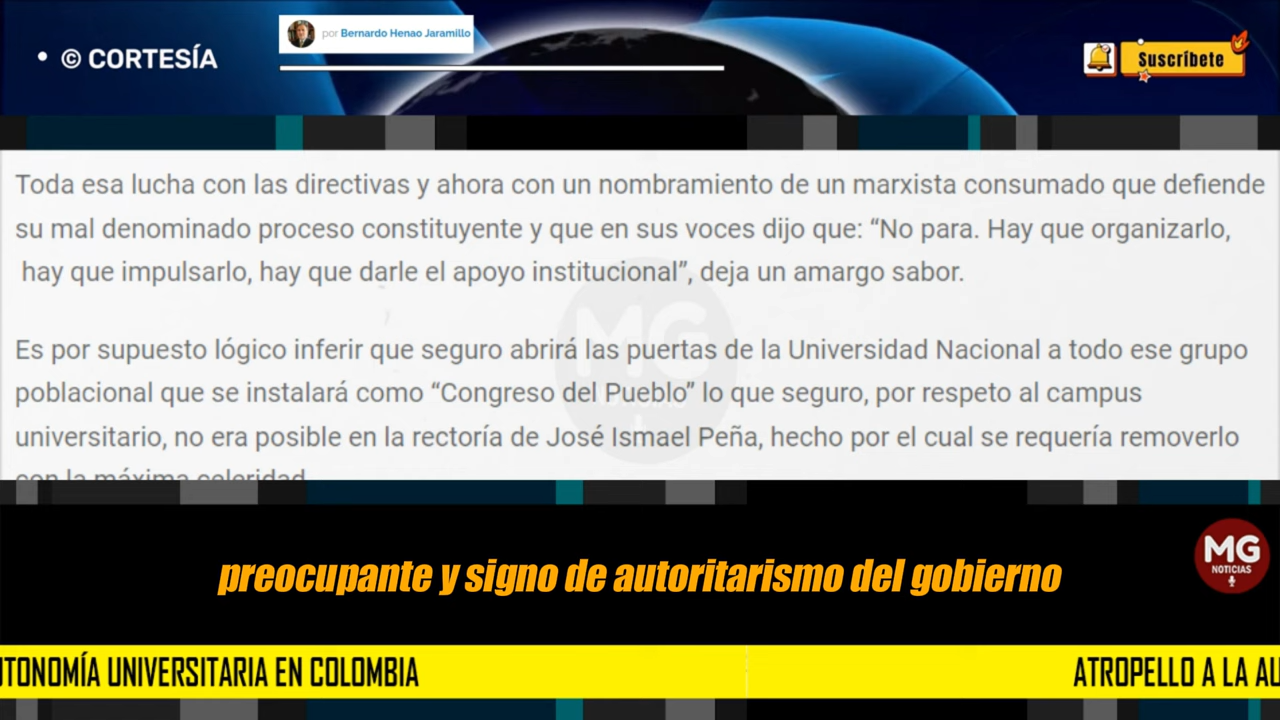 • © CORTESÍA
por Bernardo Henao Jaramillo
Suscríbete
Toda esa lucha con las directivas y ahora con un nombramiento de un marxista consumado que defiende
su mal denominado proceso constituyente y que en sus voces dijo que: “No para. Hay que organizarlo,
hay que impulsarlo, hay que darle el apoyo institucional”, deja un amargo sabor.
Es por supuesto lógico inferir que seguro abrirá las puertas de la Universidad Nacional a todo ese grupo
poblacional que se instalará como “Congreso del Pueblo” lo que seguro, por respeto al campus
universitario, no era posible en la rectoría de José Ismael Peña, hecho por el cual se requería removerlo
con la máxima celeridad
MG
preocupante y signo de autoritarismo del gobierno
MG
NOTICIAS
UTONOMÍA UNIVERSITARIA EN COLOMBIA
ATROPELLO A LA AU